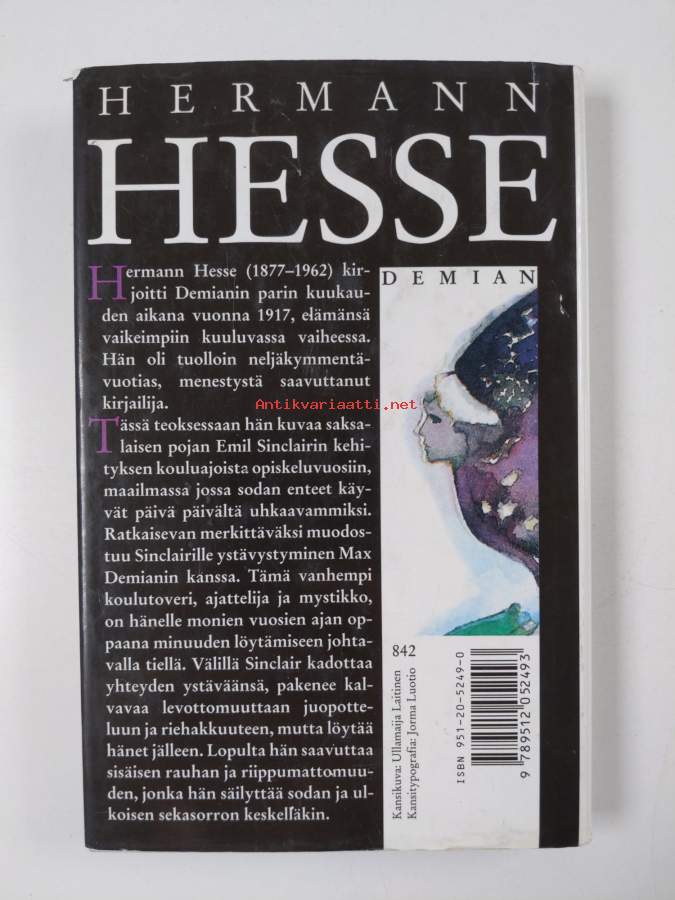 HERMANN
HESSE
Hermann Hesse (1877–1962) kir-
joitti Demianin parin kuukau-
den aikana vuonna 1917, elämänsä
vaikeimpiin kuuluvassa vaiheessa.
Hän oli tuolloin neljäkymmentä-
vuotias, menestystä saavuttanut
kirjailija.
Tässä teoksessaan hän kuvaa saksa-
laisen pojan Emil Sinclairin kehi-
tyksen kouluajoista opiskeluvuosiin,
maailmassa jossa sodan enteet käy-
vät päivä päivältä uhkaavammiksi.
Ratkaisevan merkittäväksi muodos-
tuu Sinclairille ystävystyminen Max
Demianin kanssa. Tämä vanhempi
koulutoveri, ajattelija ja mystikko,
on hänelle monien vuosien ajan op-
paana minuuden löytämiseen johta-
valla tiellä. Välillä Sinclair kadottaa
yhteyden ystäväänsä, pakenee kal-
vavaa levottomuuttaan juopotte-
luun ja riehakkuuteen, mutta löytää
hänet jälleen. Lopulta hän saavuttaa
sisäisen rauhan ja riippumattomuu-
den, jonka hän säilyttää sodan ja ul-
koisen sekasorron keskelläkin.
DEMIAN
Antikvariaatti.net
842
Kansikuva: Ullamaija Laitinen
Kansitypografia: Jorma Luotio
ISBN 951-20-5249-0
9 789512 052493